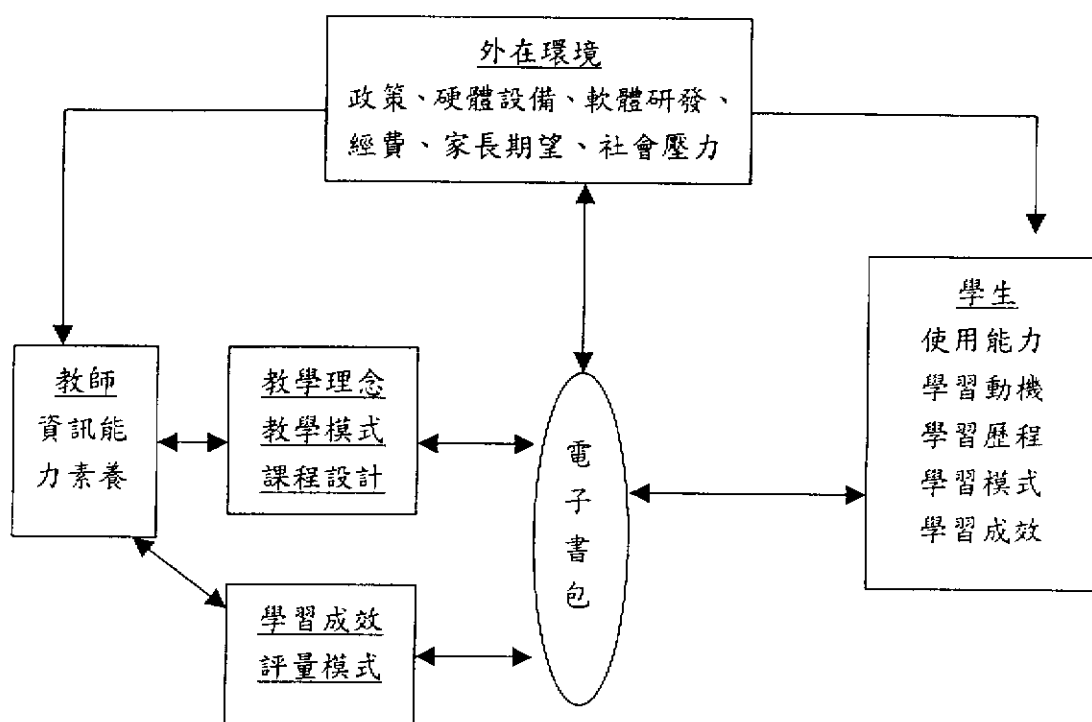 外在環境
政策、硬體設備、軟體研發、
經費、家長期望、社會壓力
教師
資訊能
力素養
教學理念
教學模式
課程設計
學習成效
評量模式
電
子
書
包
學生
使用能力
學習動機
學習歷程
學習模式
學習成效